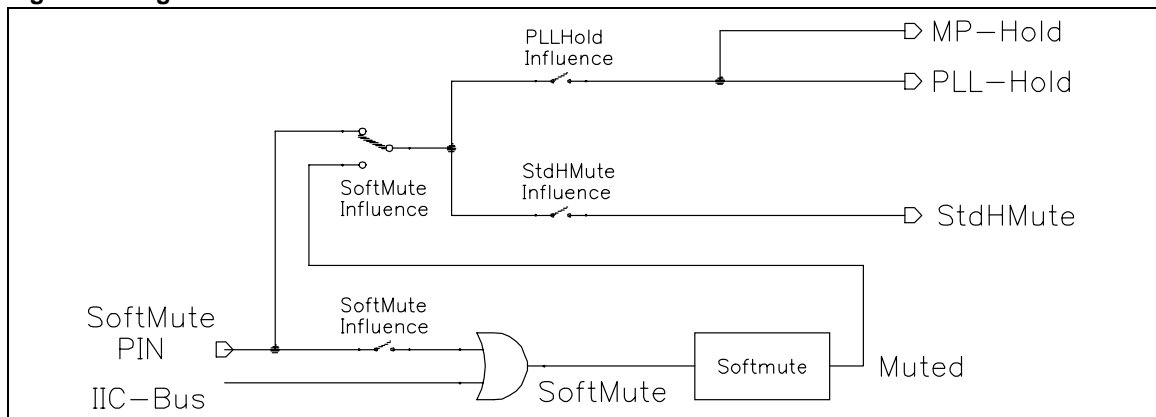 PLLHold
Influence
MP-Hold
PLL-Hold
SoftMute
Influence
StdHMute
Influence
StdHMute
SoftMute
PIN
SoftMute
Influence
IIC-Bus
SoftMute
Softmute
Muted